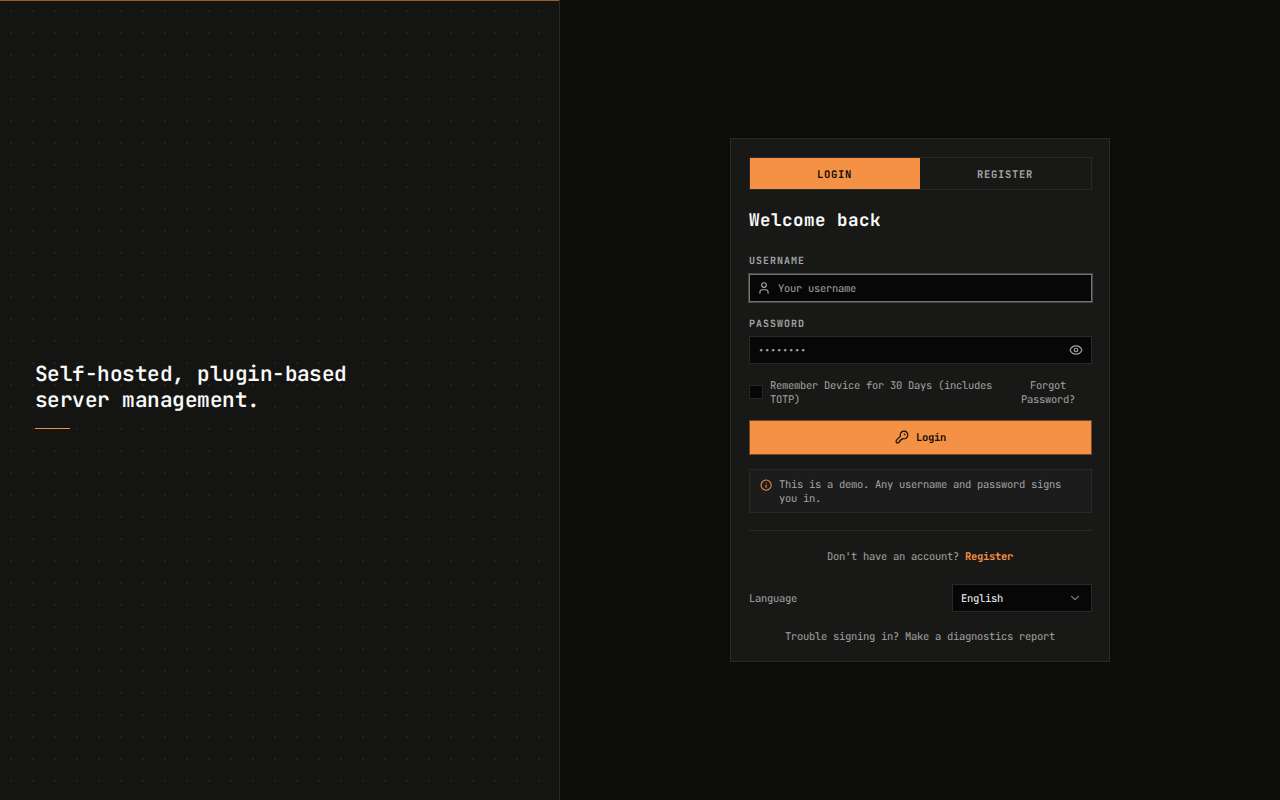 Self-hosted, plugin-based
server management.
LOGIN
REGISTER
Welcome back
USERNAME
Your username
PASSWORD
••••••••
Remember Device for 30 Days (includes
TOTP)
Forgot
Password?
Login
This is a demo. Any username and password signs
you in.
Don't have an account? Register
Language
English
Trouble signing in? Make a diagnostics report